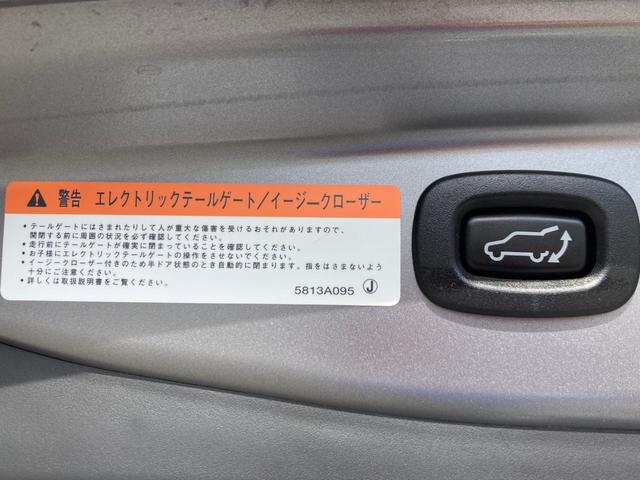 警告 エレクトリックテールゲート/イージークローザー
・テールゲートにはさまれたりして人が重大な傷害を受けるおそれがありますので、
開閉する前に周囲の状況を必ず確認してください。
・走行前にテールゲートが確実に閉まっていることを確認してください。
・お子様にエレクトリックテールゲートの操作をさせないでください。
・イージークローザー付きのため半ドア状態のとき自動的に閉まります。指をはさまないよう
十分にご注意ください。
・詳しくは取扱説明書をご覧ください。
5813A095 Ⓙ